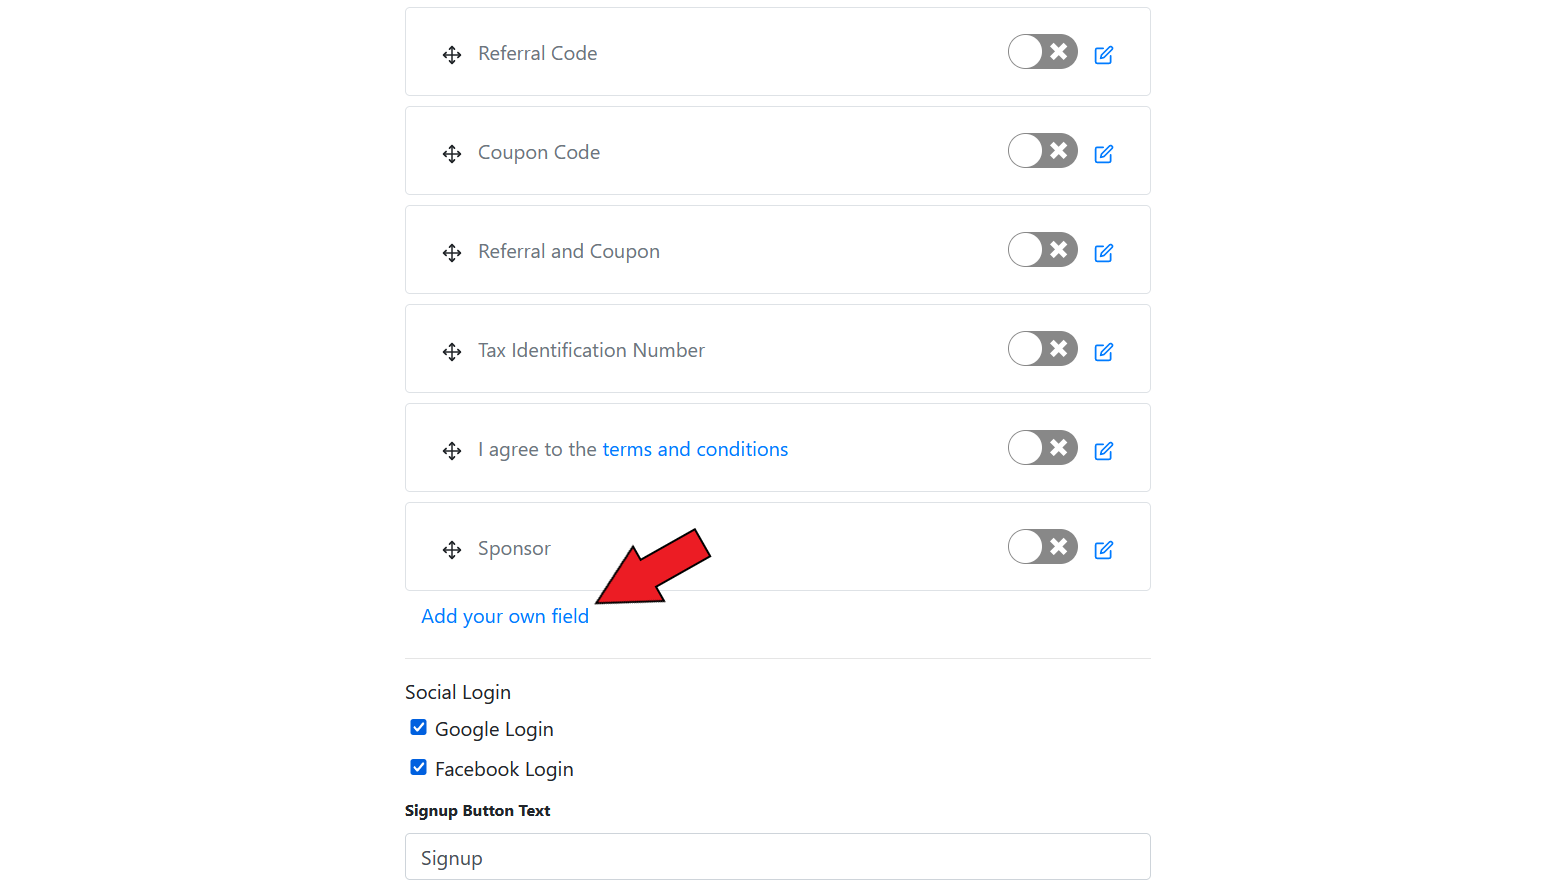 Referral Code
Coupon Code
Referral and Coupon
Tax Identification Number
I agree to the terms and conditions
Sponsor
Add your own field
Social Login
Google Login
Facebook Login
Signup Button Text
Signup